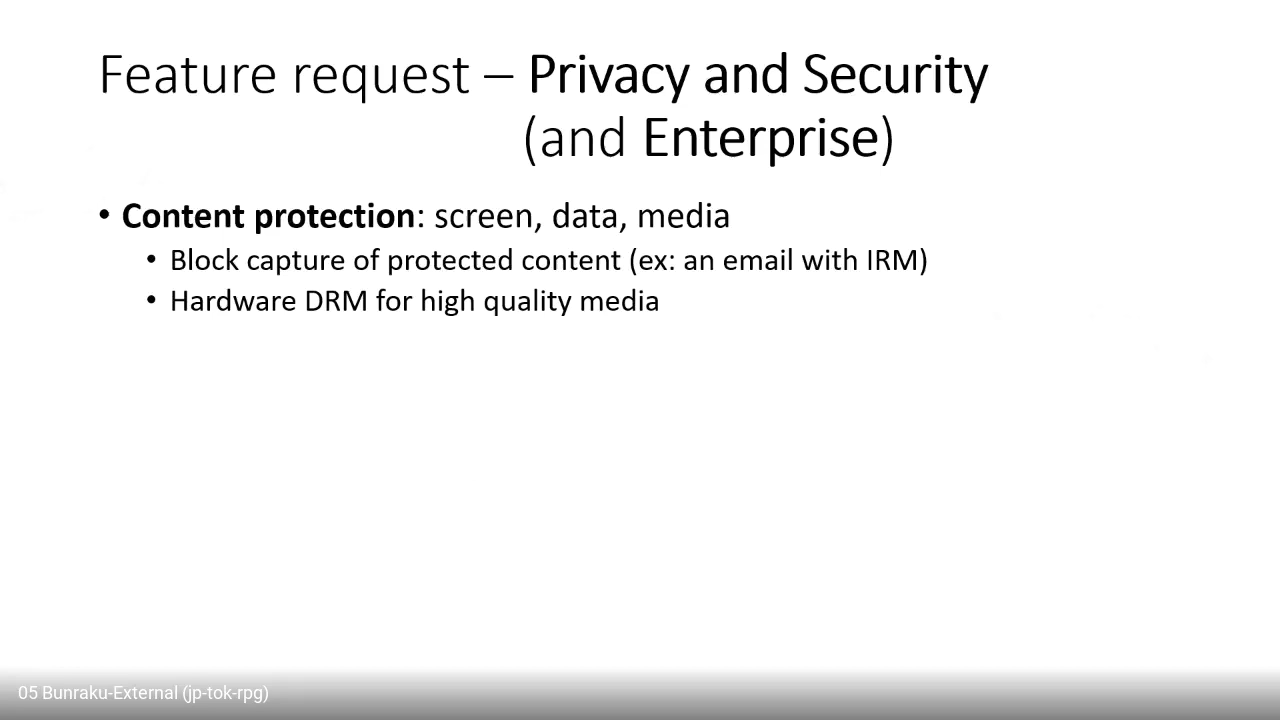 Feature request – Privacy and Security
(and Enterprise)
• Content protection: screen, data, media
• Block capture of protected content (ex: an email with IRM)
• Hardware DRM for high quality media
05 Bunraku-External (jp-tok-rpg)